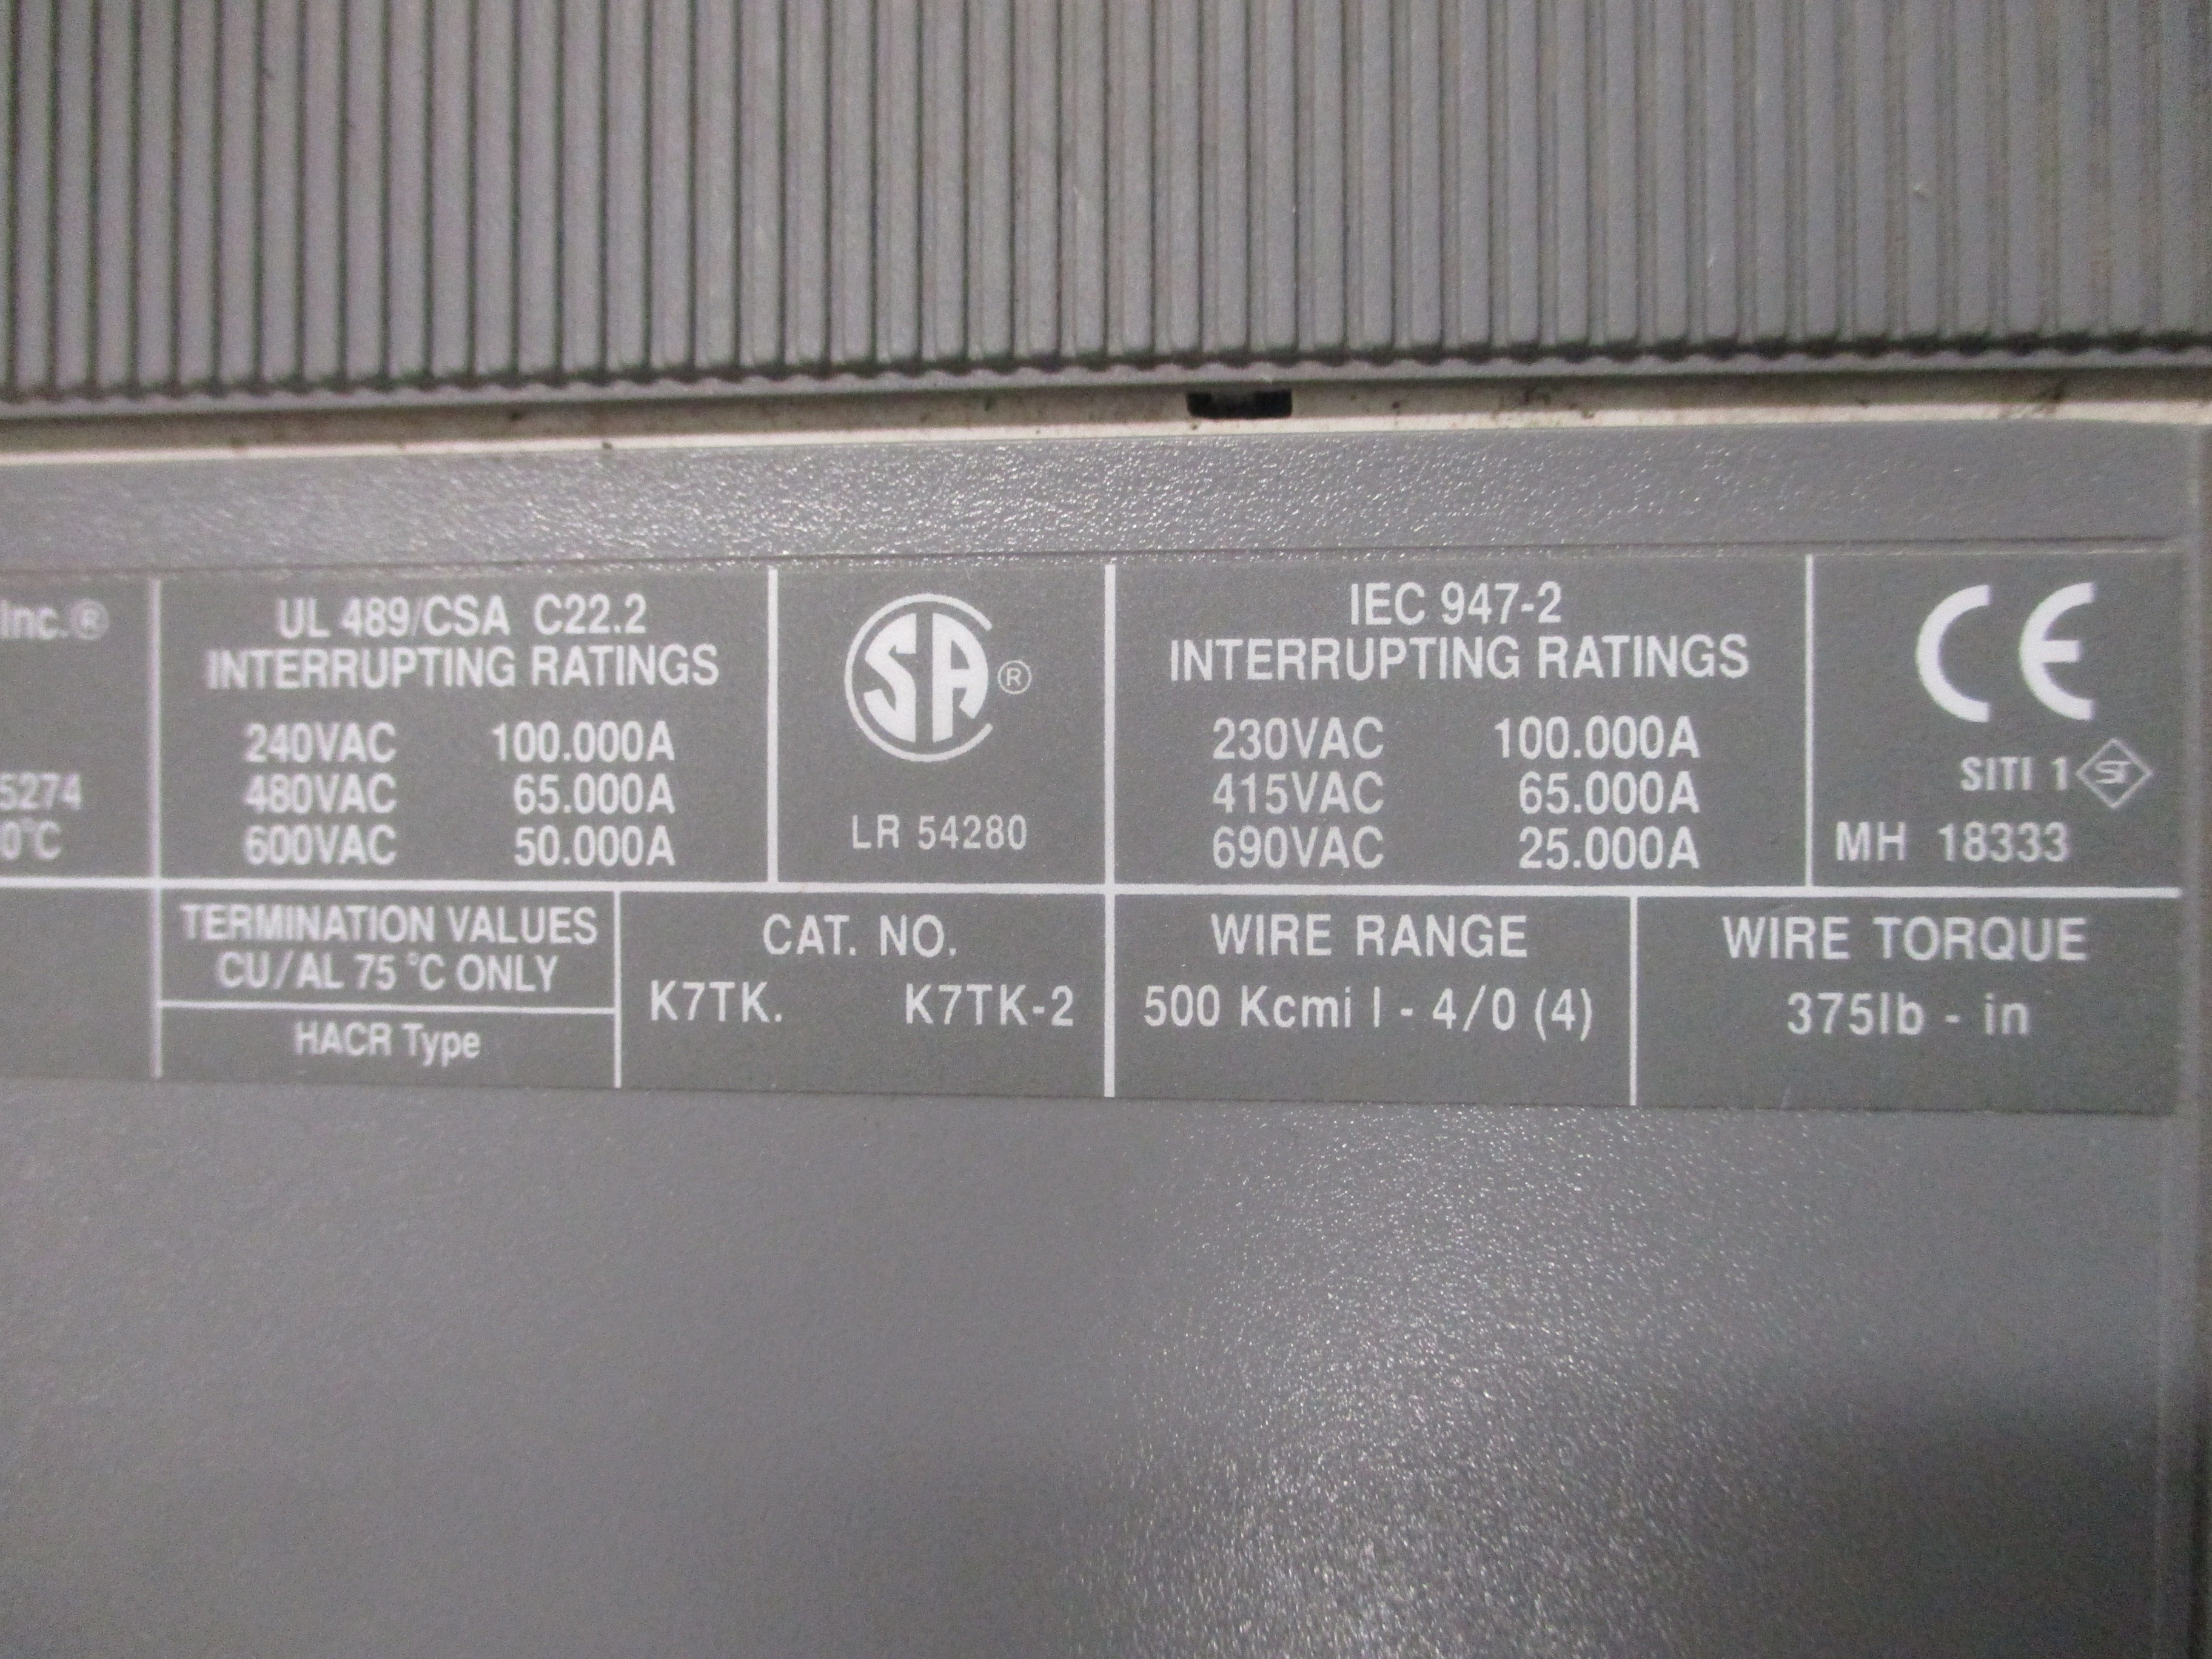 Inc.®
5274
0°C
UL 489/CSA C22.2
INTERRUPTING RATINGS
240VAC 100.000A
480VAC 65.000A
600VAC 50.000A
SA ®
LR 54280
IEC 947-2
INTERRUPTING RATINGS
230VAC 100.000A
415VAC 65.000A
690VAC 25.000A
CE
SITI 1 ST
MH 18333
TERMINATION VALUES
CU/AL 75 °C ONLY
HACR Type
CAT. NO.
K7TK. K7TK-2
WIRE RANGE
500 Kcmi l - 4/0 (4)
WIRE TORQUE
375lb - in